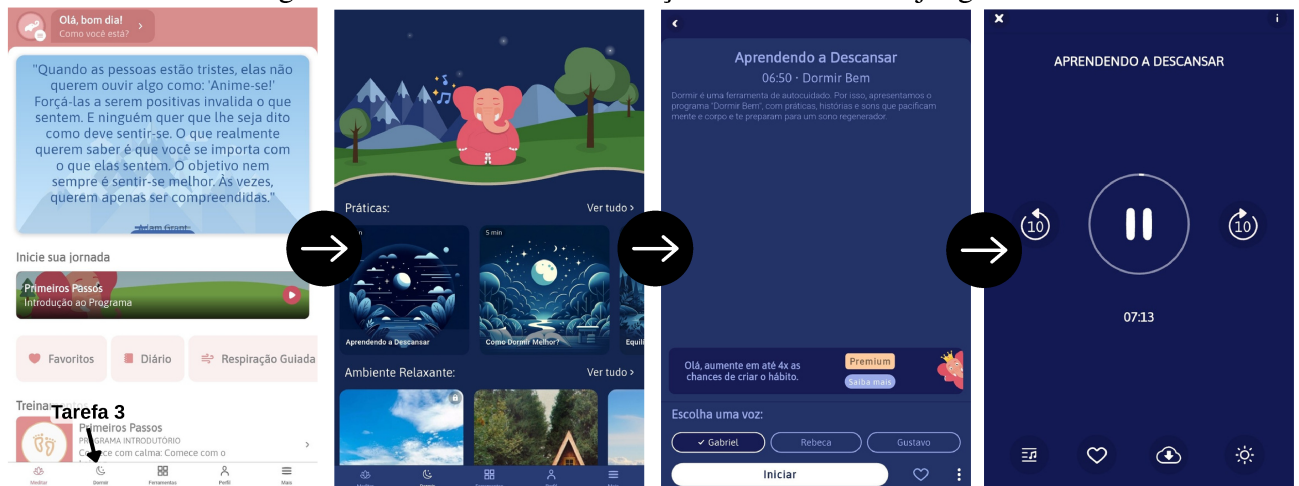 Olá, bom dia!
Como você está?
"Quando as pessoas estão tristes, elas não
querem ouvir algo como: 'Anime-se!'
Forçá-las a serem positivas invalida o que
sentem. E ninguém quer que lhe seja dito
como deve sentir-se. O que realmente
querem saber é que você se importa com
o que elas sentem. O objetivo nem
sempre é sentir-se melhor. Às vezes,
querem apenas ser compreendidas."
Adam Grant
Inicie sua jornada
Primeiros Passos
Introdução ao Programa
Favoritos
Diário
Respiração Guiada
Tarefa 3
Primeiros Passos
PROGRAMA INTRODUTÓRIO
Comece com calma: Comece com o
Meditar
Dormir
Ferramentas
Perfil
Mais
Práticas:
Ver tudo >
5 min
Aprendendo a Descansar
Como Dormir Melhor?
Equilí
Ambiente Relaxante:
Ver tudo >
Meditar
Dormir
Ferramentas
Perfil
Mais
Aprendendo a Descansar
06:50 · Dormir Bem
Dormir é uma ferramenta de autocuidado. Por isso, apresentamos o
programa "Dormir Bem", com práticas, histórias e sons que pacificam
mente e corpo e te preparam para um sono regenerador.
Olá, aumente em até 4x as
chances de criar o hábito.
Premium
Saiba mais
Escolha uma voz:
Gabriel
Rebeca
Gustavo
Iniciar
APRENDENDO A DESCANSAR
10
10
07:13